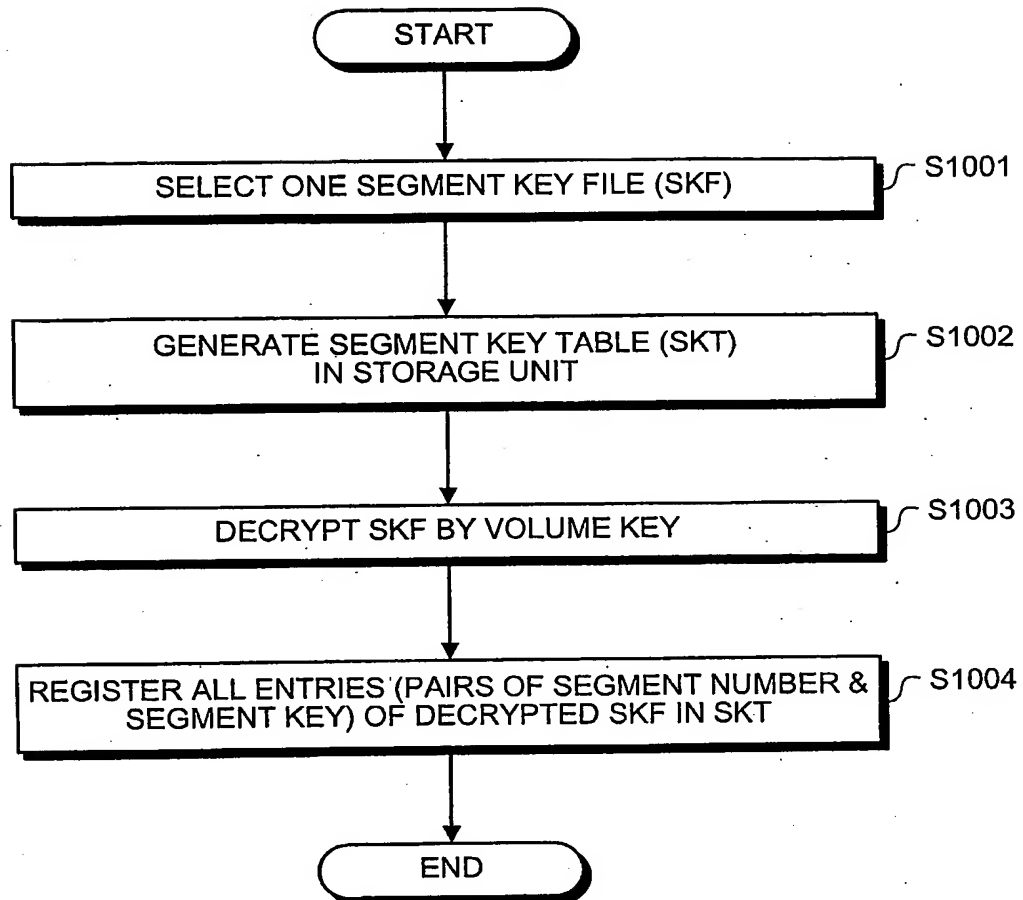 START
SELECT ONE SEGMENT KEY FILE (SKF)
S1001
GENERATE SEGMENT KEY TABLE (SKT)
IN STORAGE UNIT
S1002
DECRYPT SKF BY VOLUME KEY
S1003
REGISTER ALL ENTRIES (PAIRS OF SEGMENT NUMBER &
SEGMENT KEY) OF DECRYPTED SKF IN SKT
S1004
END